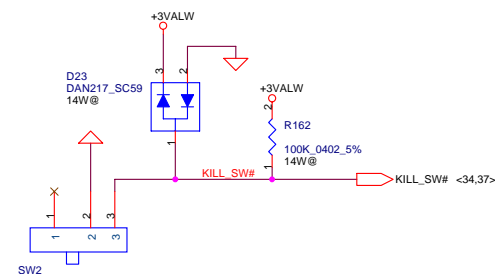 +3VALW
3
2
D23
DAN217_SC59
14W@
1
+3VALW
2
R162
100K_0402_5%
14W@
1
KILL_SW#
KILL_SW# <34,37>
1
2
3
1
2
3
SW2